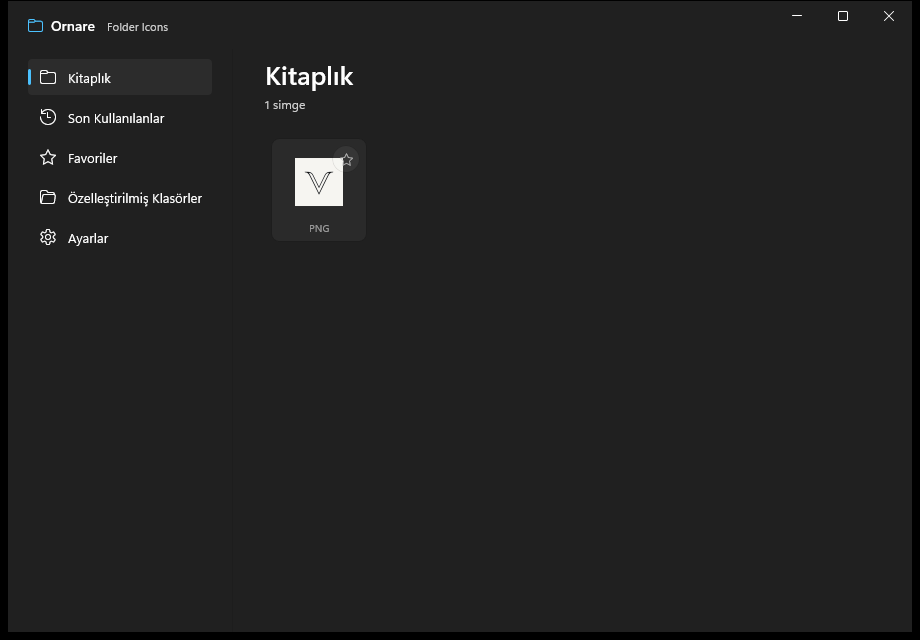 Ornare Folder Icons
Kitaplık
Son Kullanılanlar
Favoriler
Özelleştirilmiş Klasörler
Ayarlar
Kitaplık
1 simge
V
PNG